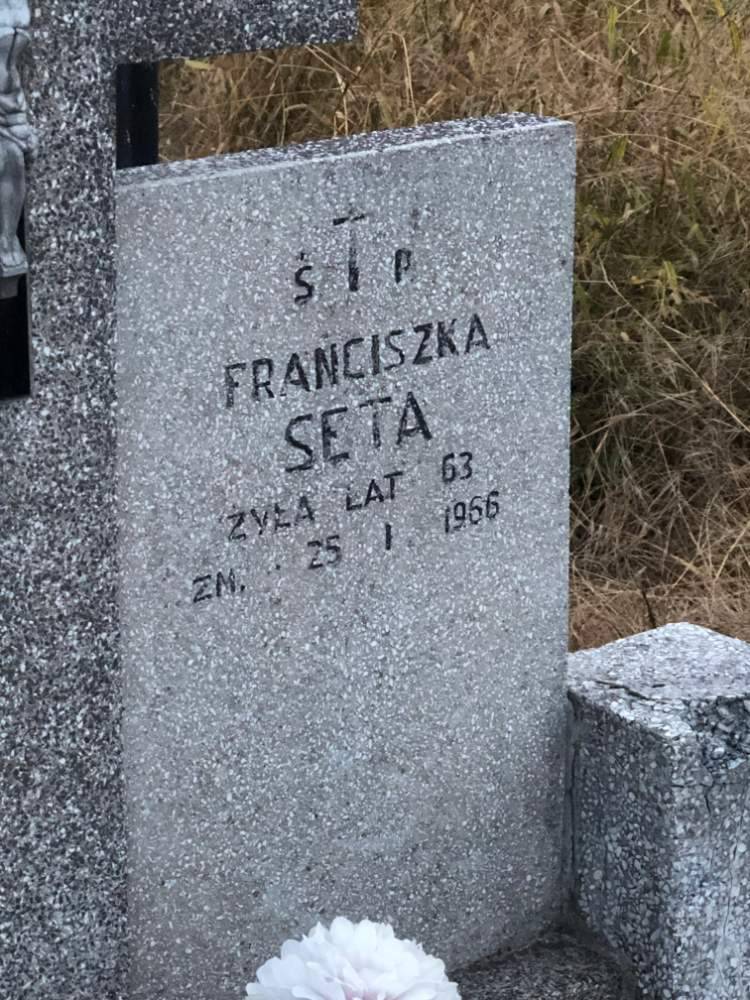 Ś † P
FRANCISZKA
SETA
ŻYŁA LAT 63
ZM. 25 I 1966